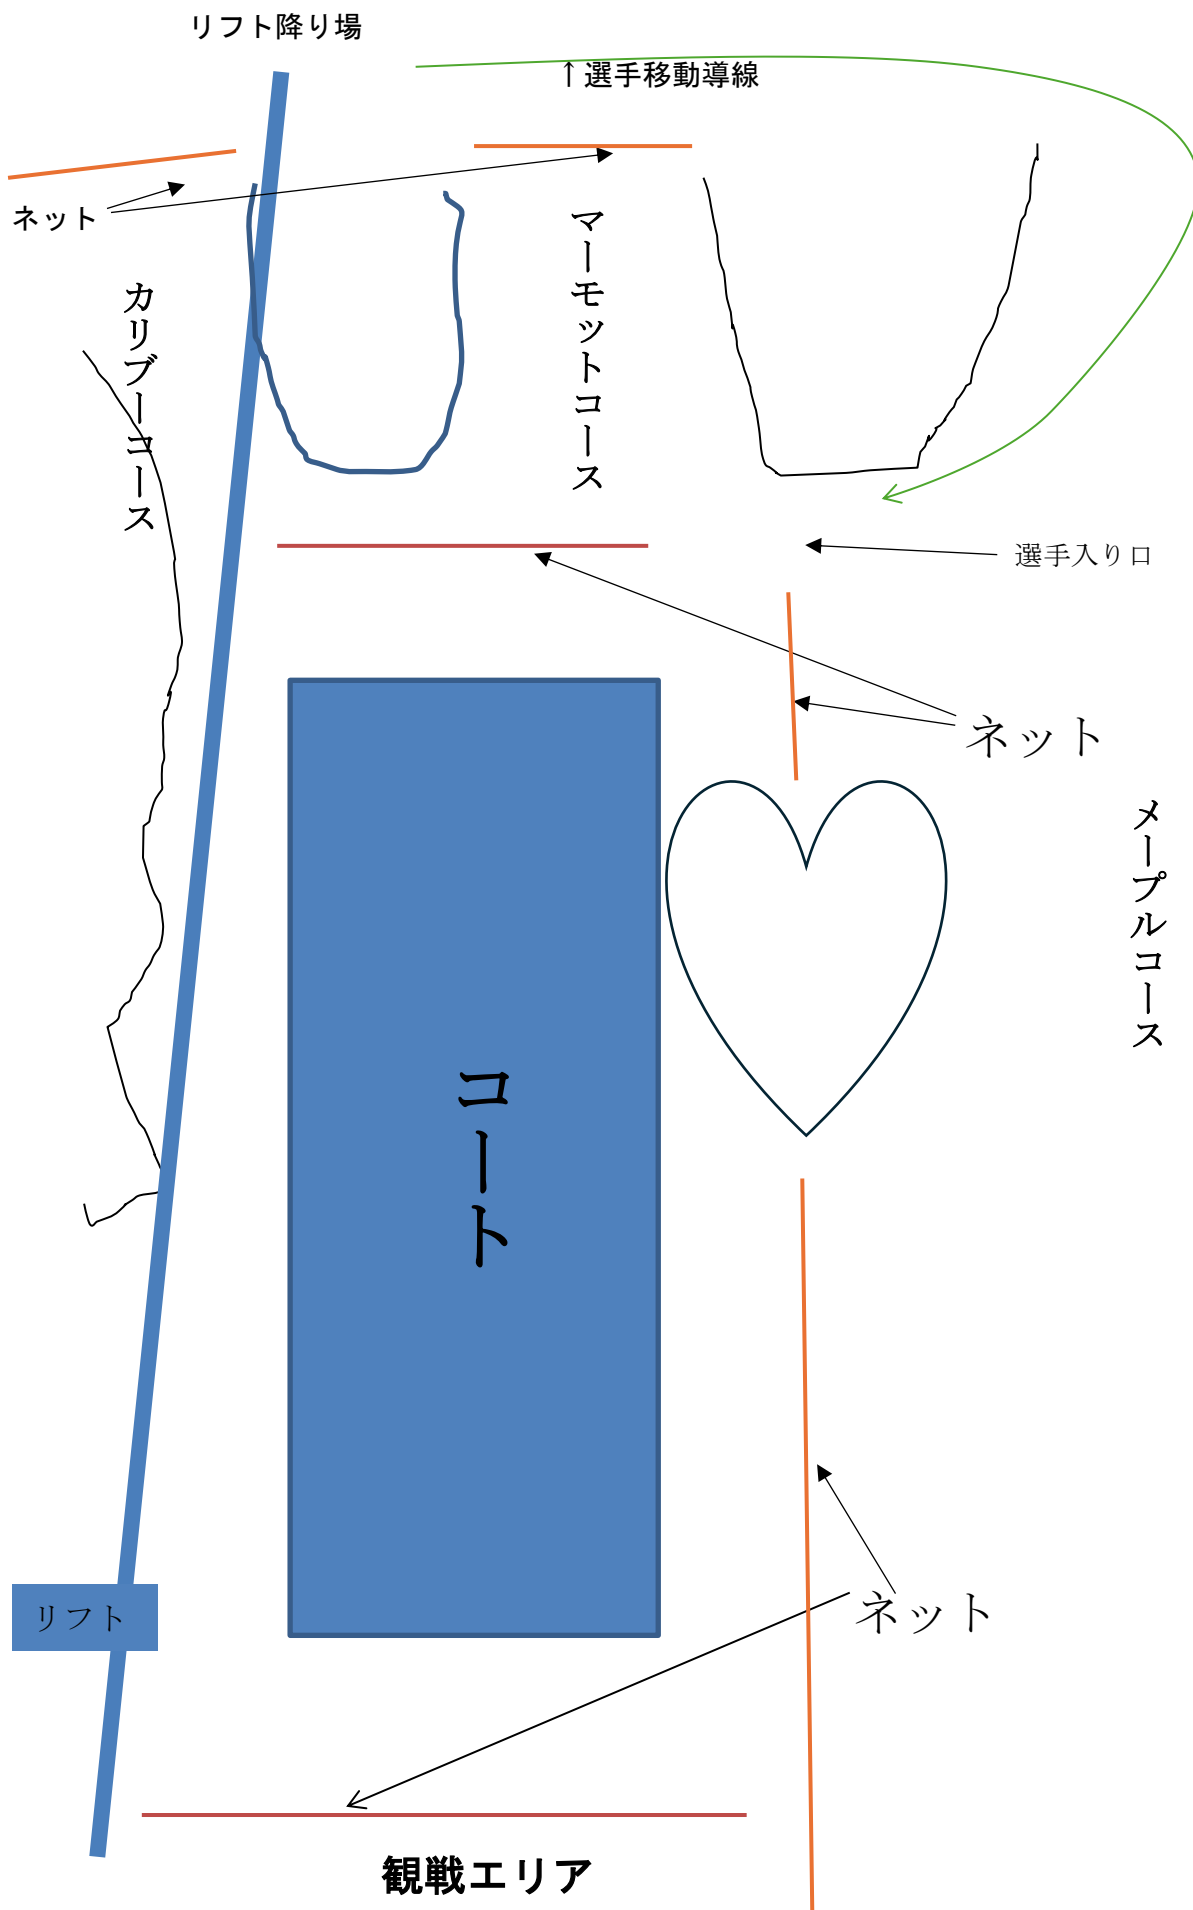 リフト降り場
↑選手移動導線
ネット
マーモットコース
カリブーコース
選手入り口
ネット
メープルコース
コート
リフト
ネット
観戦エリア